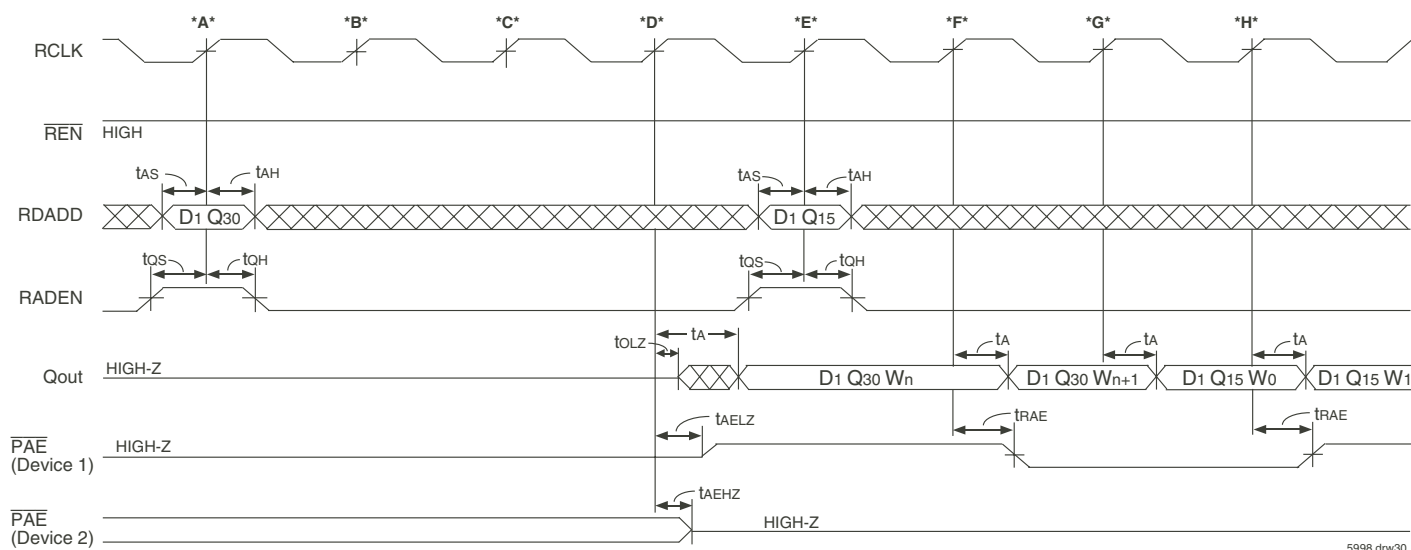 *A* *B* *C* *D* *E* *F* *G* *H*
RCLK
REN HIGH
tAS tAH tAS tAH
RDADD D1 Q30 D1 Q15
tQS tQH tQS tQH
RADEN
tA
tOLZ tA tA tA
Qout HIGH-Z D1 Q30 Wn D1 Q30 Wn+1 D1 Q15 W0 D1 Q15 W1
tAELZ tRAE tRAE
PAE HIGH-Z
(Device 1)
tAEHZ
PAE HIGH-Z
(Device 2)
5998 drw30